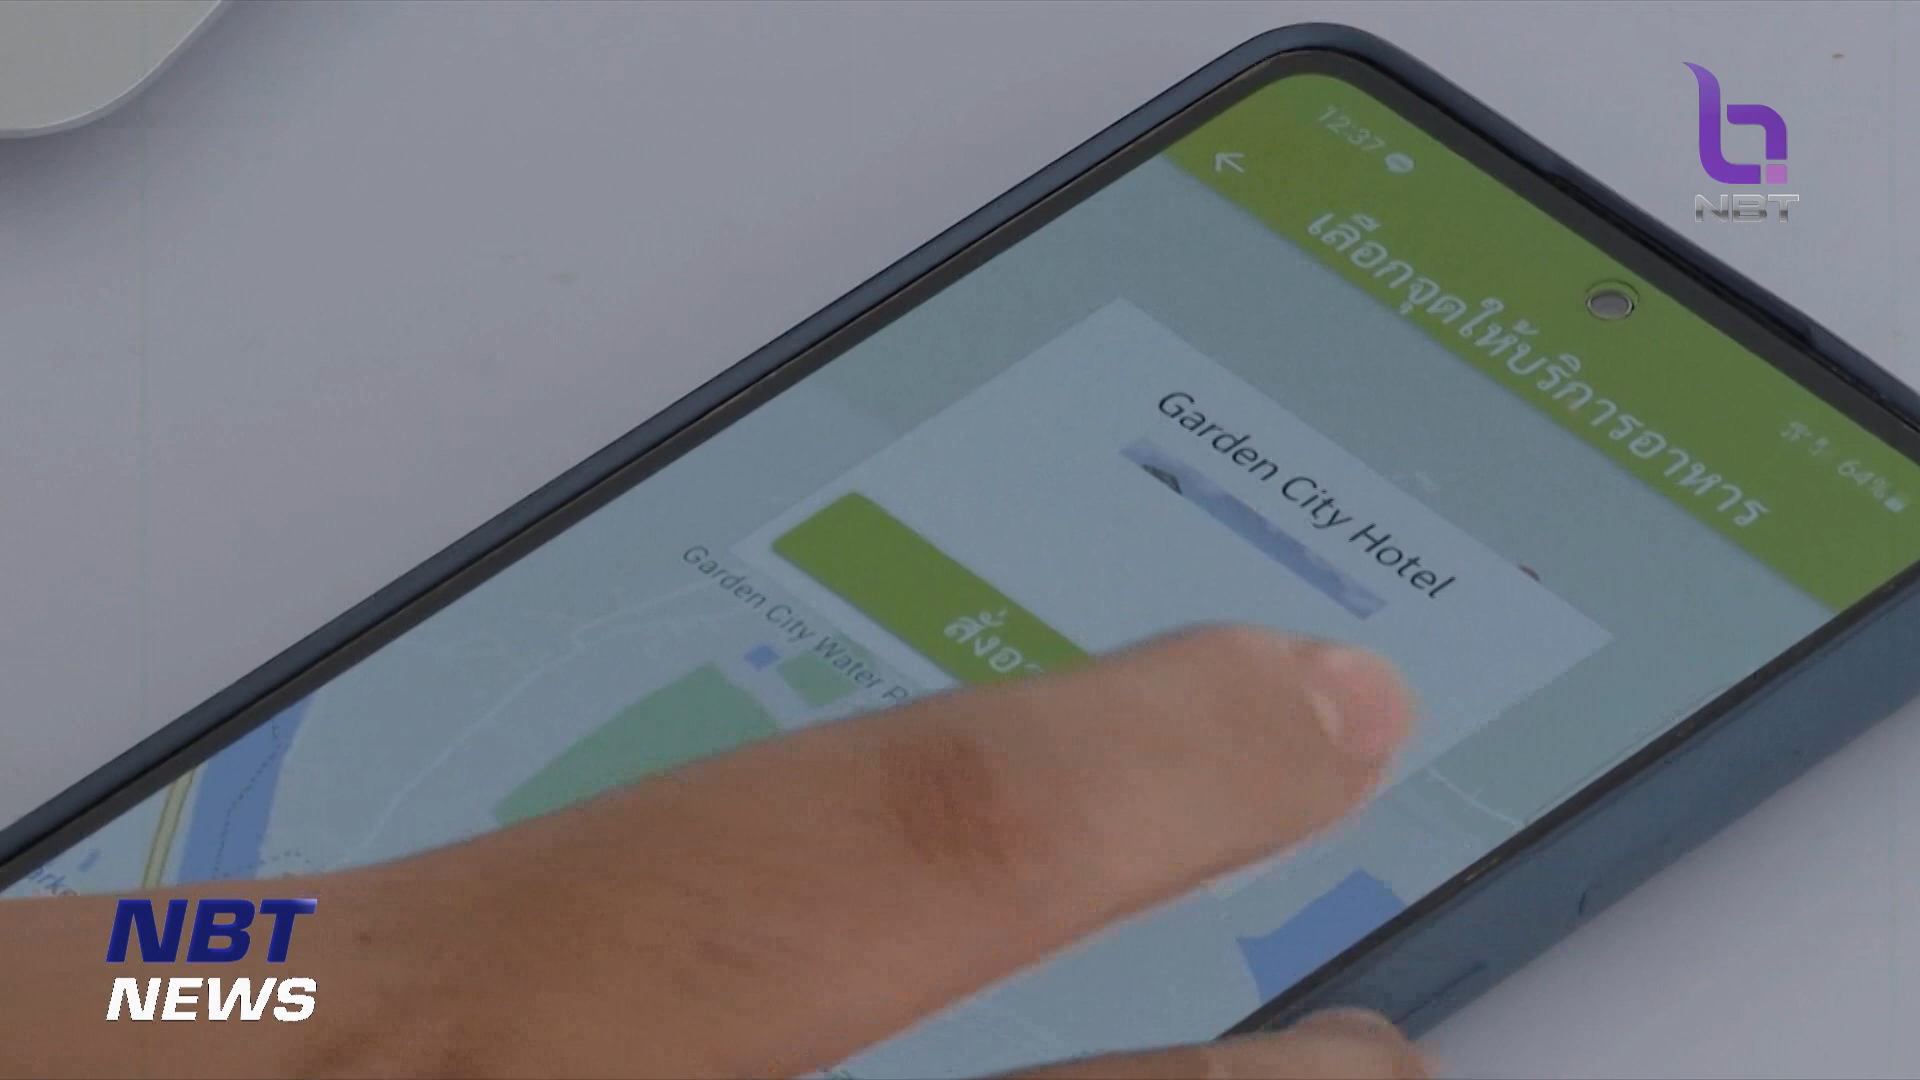 12:37
64%
เลือกจุดให้บริการอาหาร
Garden City Hotel
Garden City Water
NBT
NBT
NEWS